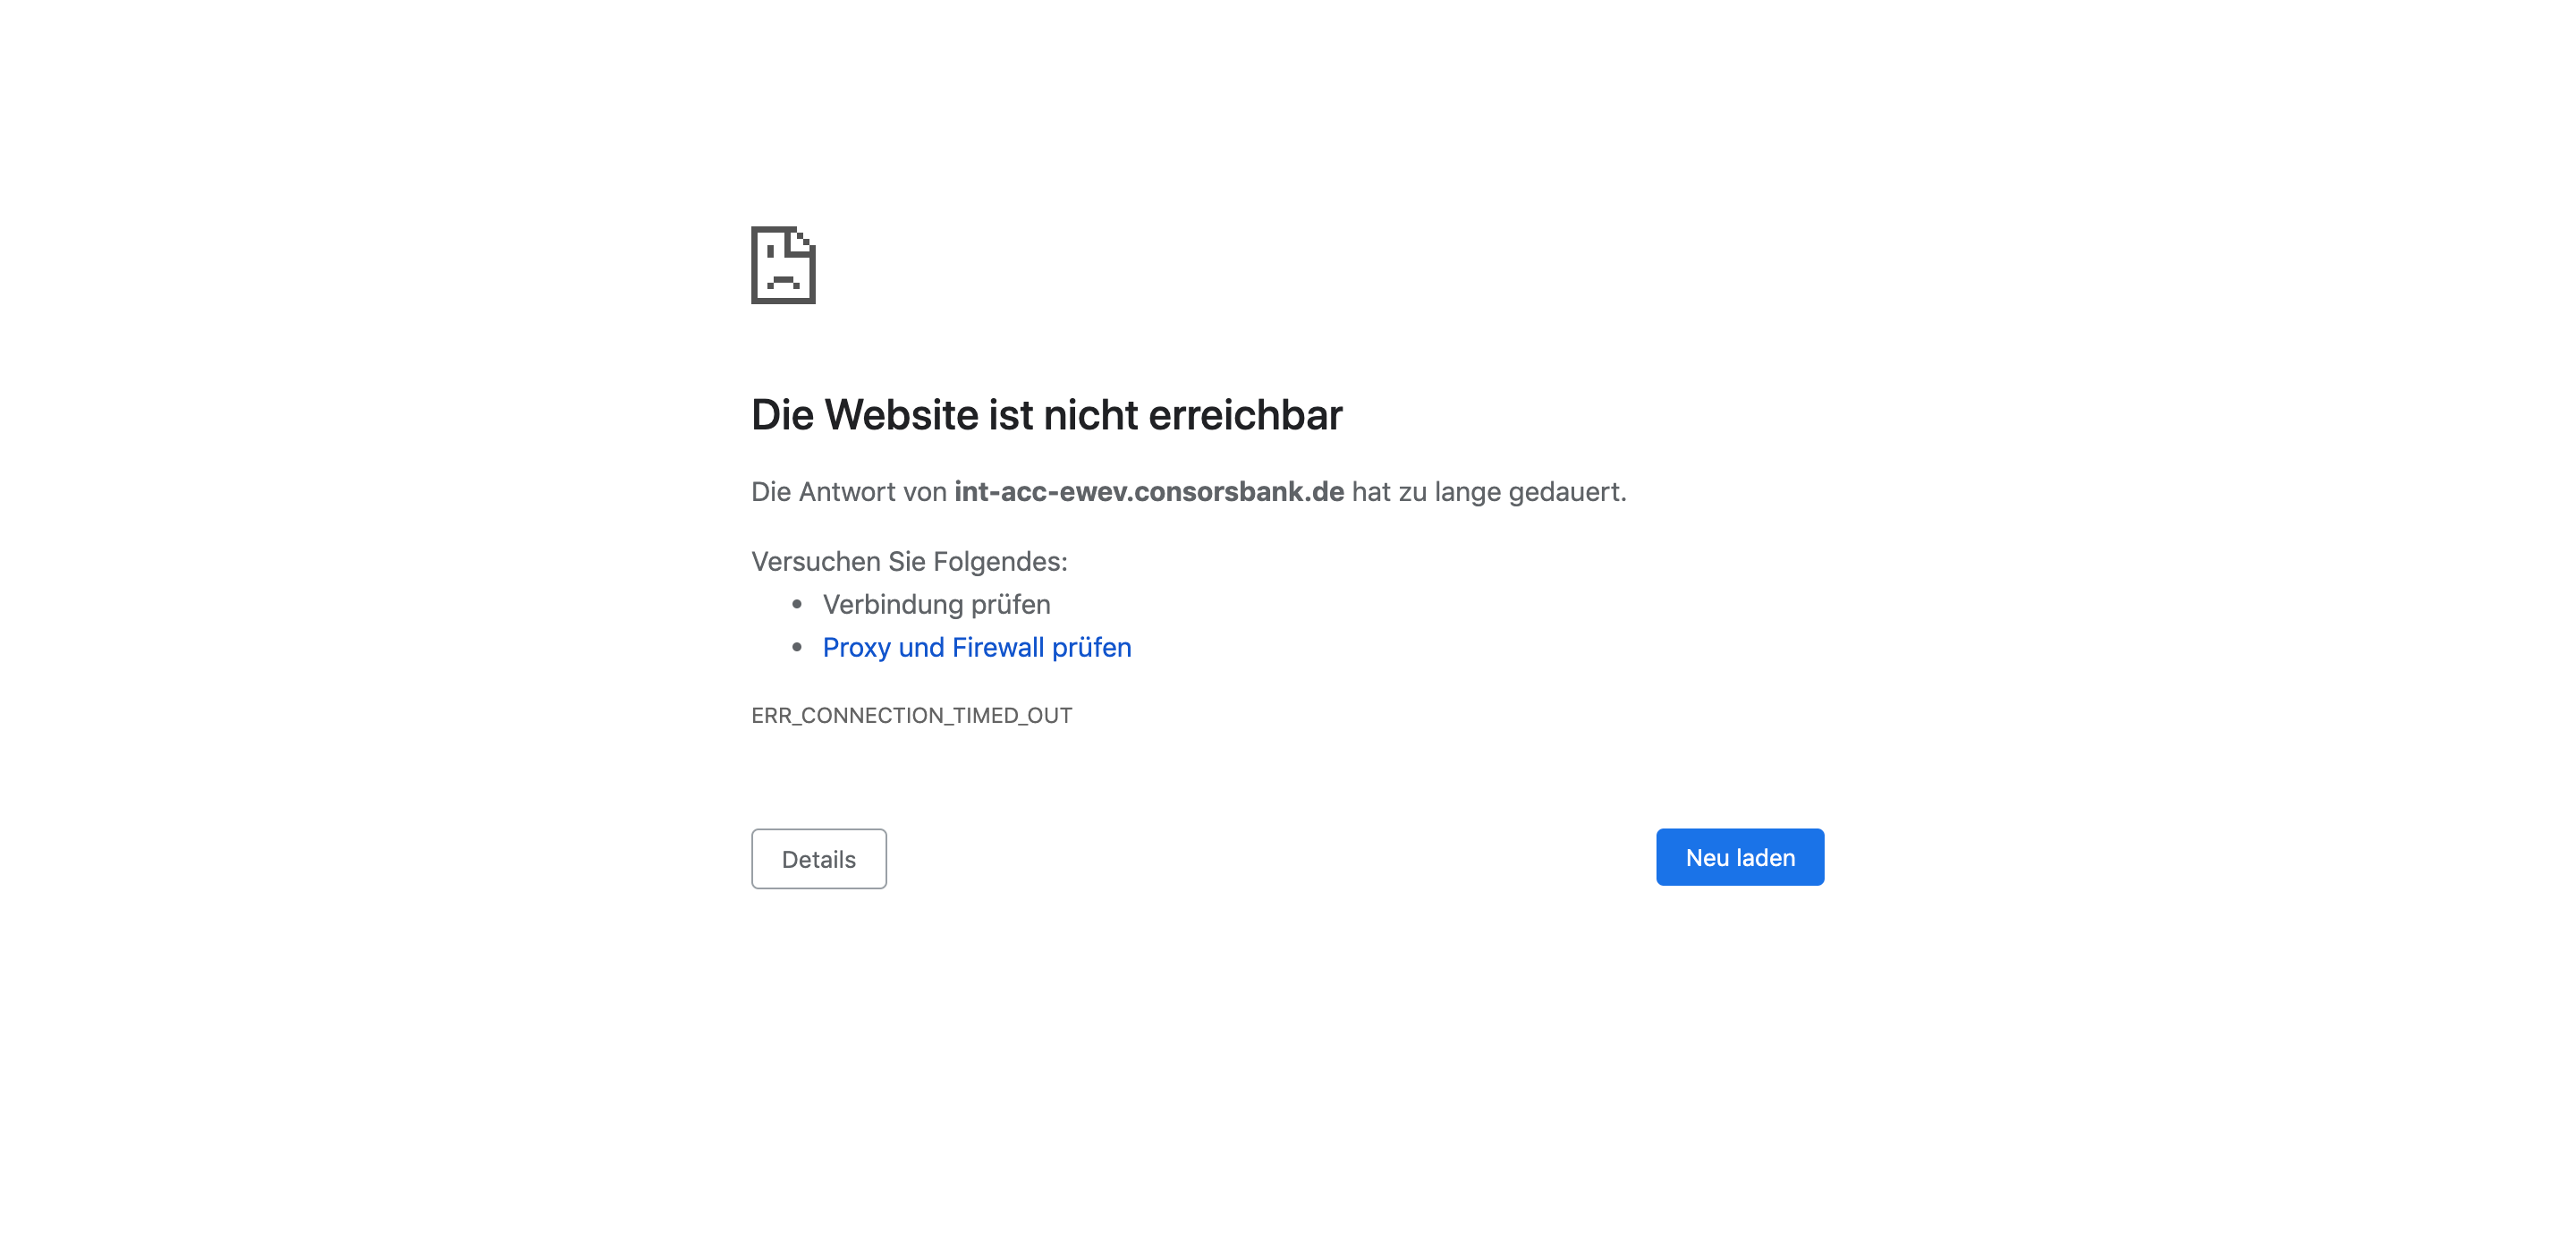 Die Website ist nicht erreichbar
Die Antwort von int-acc-ewev.consorsbank.de hat zu lange gedauert.
Versuchen Sie Folgendes:
• Verbindung prüfen
• Proxy und Firewall prüfen
ERR_CONNECTION_TIMED_OUT
Details
Neu laden